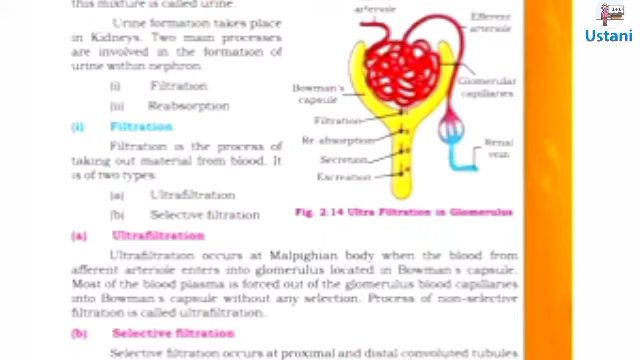 this mixture is called urine.
Urine formation takes place
in Kidneys. Two main processes
are involved in the formation of
urine within nephron.
(i) Filtration
(ii) Reabsorption
(i) Filtration
Filtration is the process of
taking out material from blood. It
is of two types:
(a) Ultrafiltration
(b) Selective filtration
arteriole
Efferent
arteriole
Bowman's
capsule
Glomerular
capillaries
Filtration
Re-absorption
Secretion
Excreation
Renal
vein
Fig. 2.14 Ultra Filtration in Glomerulus
(a) Ultrafiltration
Ultrafiltration occurs at Malpighian body when the blood from
afferent arteriole enters into glomerulus located in Bowman's capsule.
Most of the blood plasma is forced out of the glomerulus blood capillaries
into Bowman's capsule without any selection. Process of non-selective
filtration is called ultrafiltration.
(b) Selective filtration
Selective filtration occurs at proximal and distal convoluted tubules
Ustani